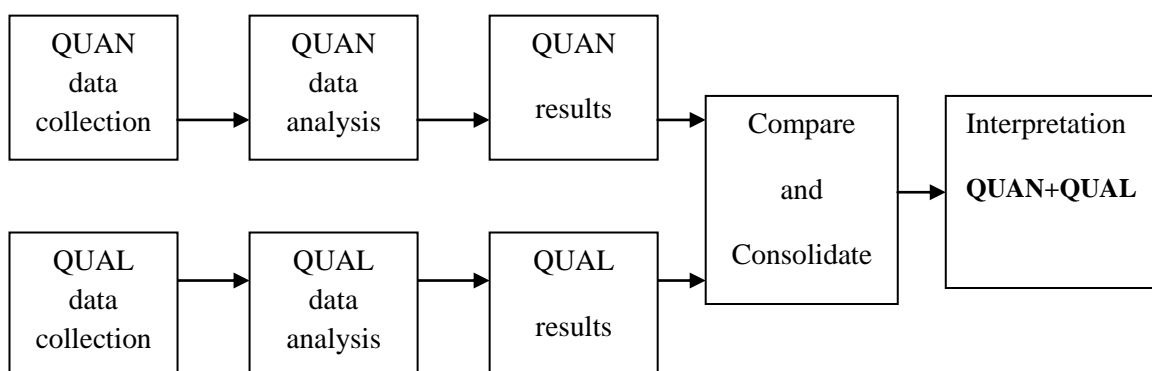 QUAN
data
collection
QUAN
data
analysis
QUAN
results
Compare
and
Consolidate
Interpretation
QUAN+QUAL
QUAL
data
collection
QUAL
data
analysis
QUAL
results